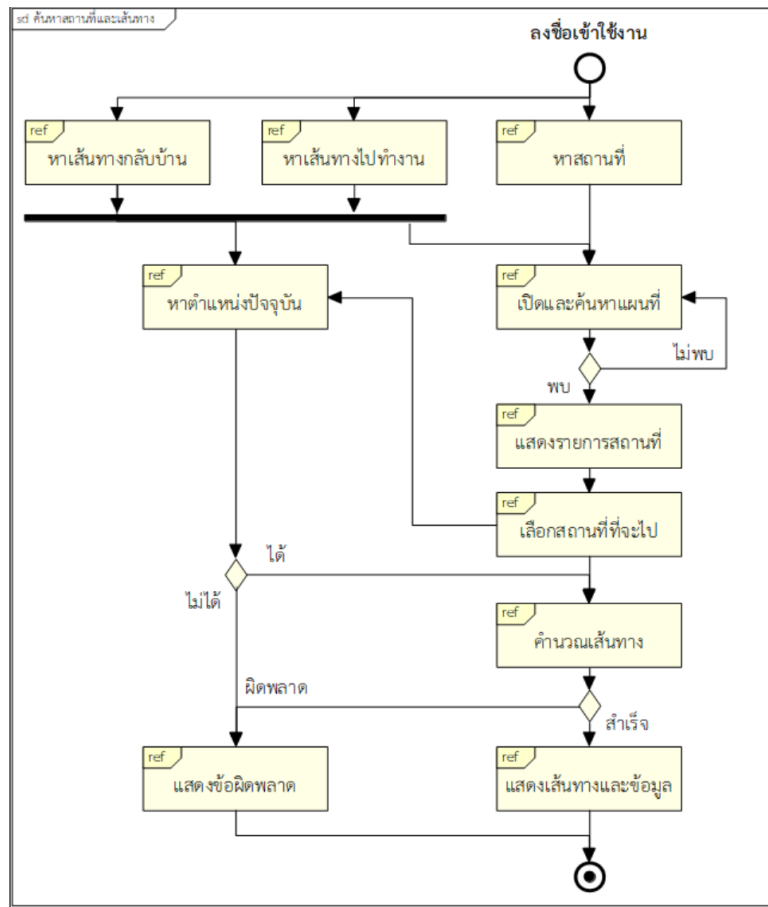 sd ค้นหาสถานที่และเส้นทาง
ลงชื่อเข้าใช้งาน
ref
หาเส้นทางกลับบ้าน
ref
หาเส้นทางไปทำงาน
ref
หาสถานที่
ref
หาตำแหน่งปัจจุบัน
ref
เปิดและค้นหาแผนที่
ไม่พบ
พบ
ref
แสดงรายการสถานที่
ref
เลือกสถานที่ที่จะไป
ได้
ไม่ได้
ref
คำนวณเส้นทาง
ผิดพลาด
สำเร็จ
ref
แสดงข้อผิดพลาด
ref
แสดงเส้นทางและข้อมูล